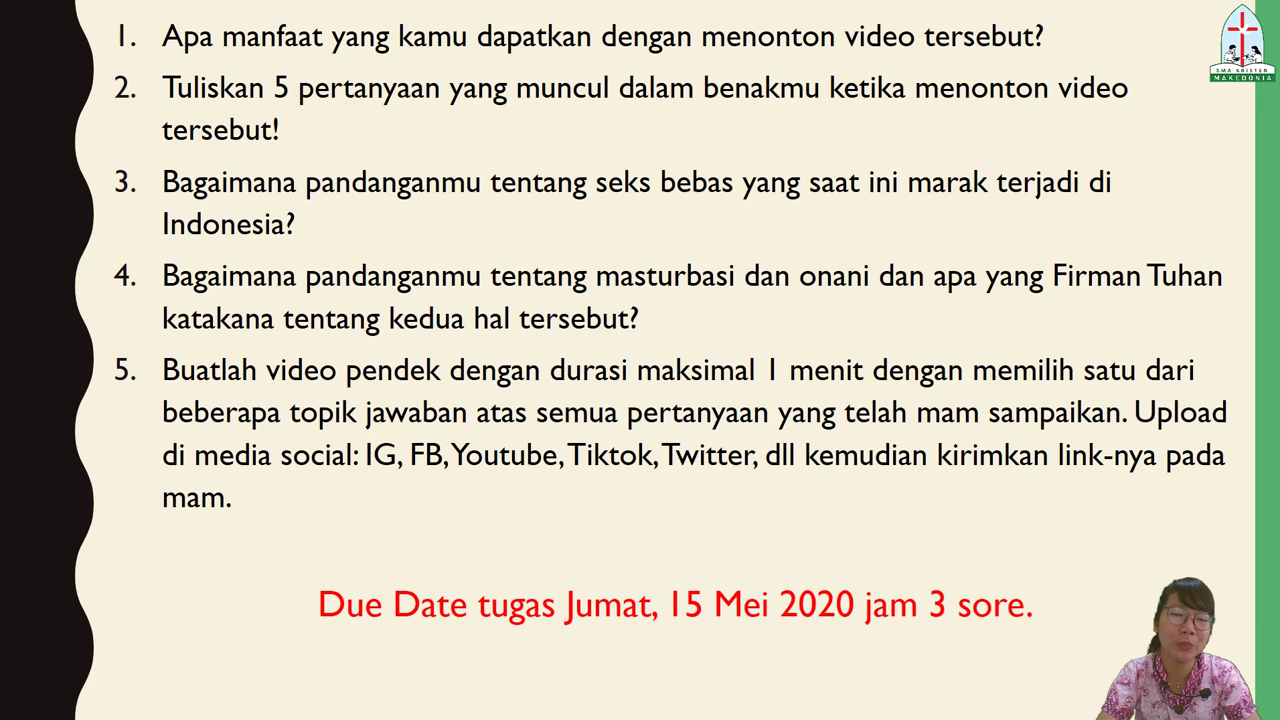 1. Apa manfaat yang kamu dapatkan dengan menonton video tersebut?
2. Tuliskan 5 pertanyaan yang muncul dalam benakmu ketika menonton video
tersebut!
3. Bagaimana pandanganmu tentang seks bebas yang saat ini marak terjadi di
Indonesia?
4. Bagaimana pandanganmu tentang masturbasi dan onani dan apa yang Firman Tuhan
katakana tentang kedua hal tersebut?
5. Buatlah video pendek dengan durasi maksimal 1 menit dengan memilih satu dari
beberapa topik jawaban atas semua pertanyaan yang telah mam sampaikan. Upload
di media social: IG, FB, Youtube, Tiktok, Twitter, dll kemudian kirimkan link-nya pada
mam.
Due Date tugas Jumat, 15 Mei 2020 jam 3 sore.
SMA KRISTEN
MAKEDONIA